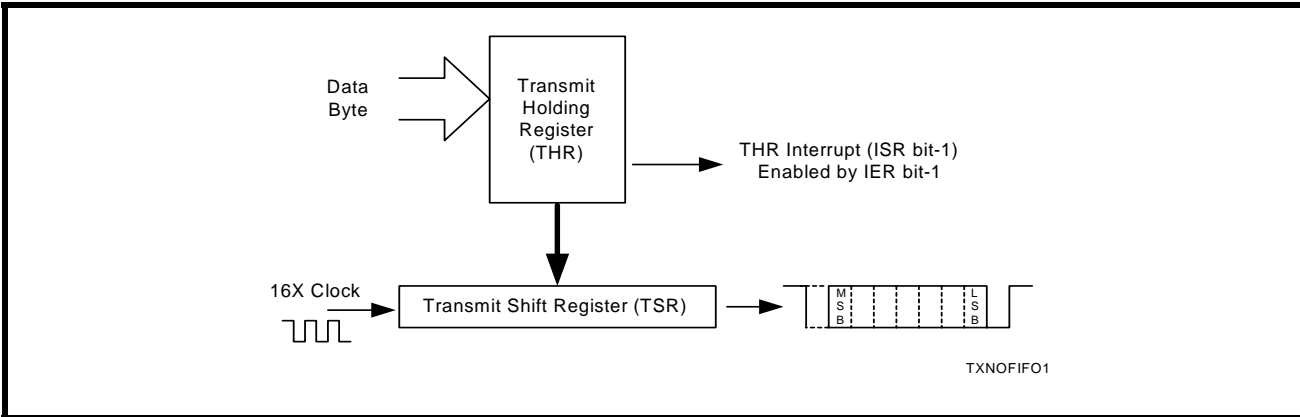 Data
Byte
Transmit
Holding
Register
(THR)
THR Interrupt (ISR bit-1)
Enabled by IER bit-1
16X Clock
Transmit Shift Register (TSR)
M
S
B
L
S
B
TXNOFIFO1